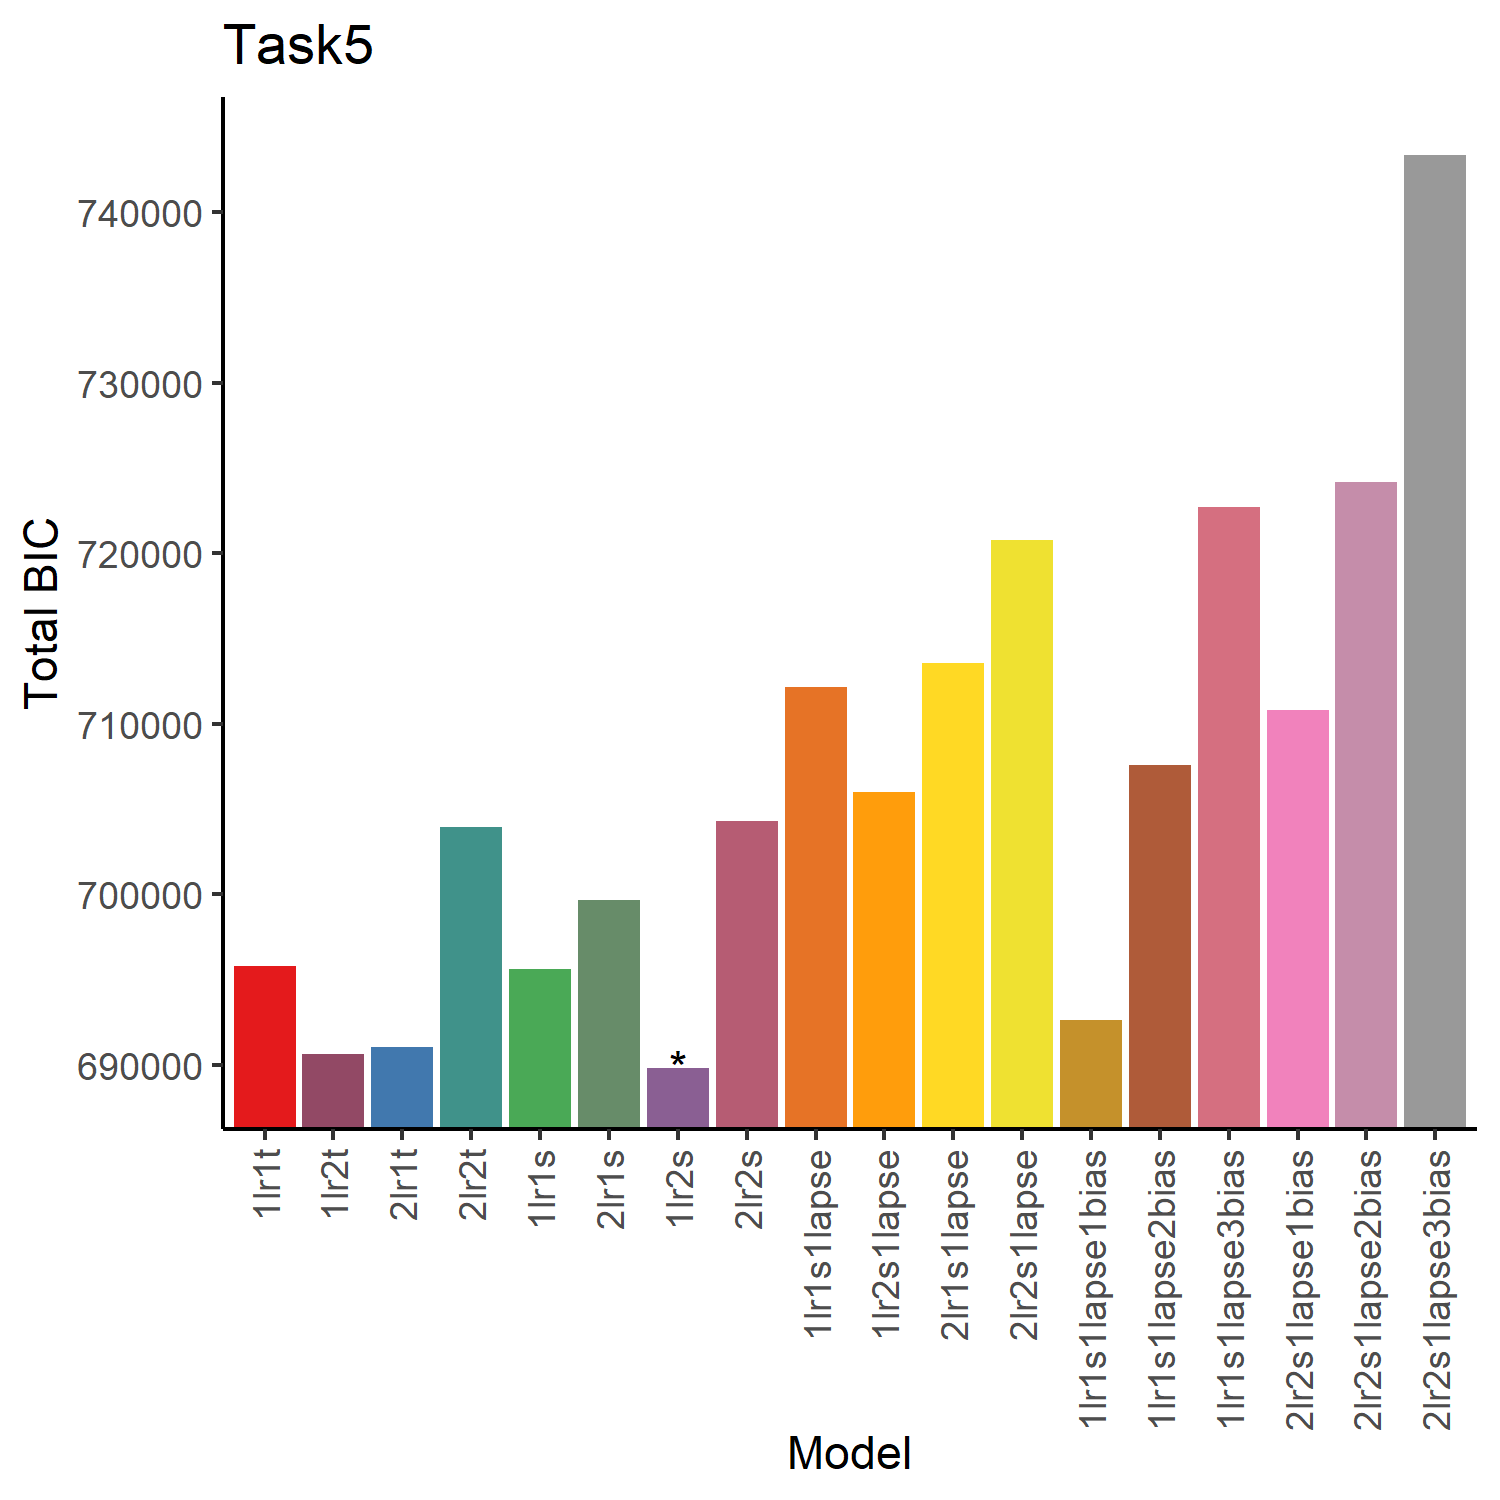 Task5
Total BIC
740000
730000
720000
710000
700000
690000
*
1lr1t
1lr2t
2lr1t
2lr2t
1lr1s
2lr1s
1lr2s
2lr2s
1lr1s1lapse
1lr2s1lapse
2lr1s1lapse
2lr2s1lapse
1lr1s1lapse1bias
1lr1s1lapse2bias
1lr1s1lapse3bias
2lr2s1lapse1bias
2lr2s1lapse2bias
2lr2s1lapse3bias
Model